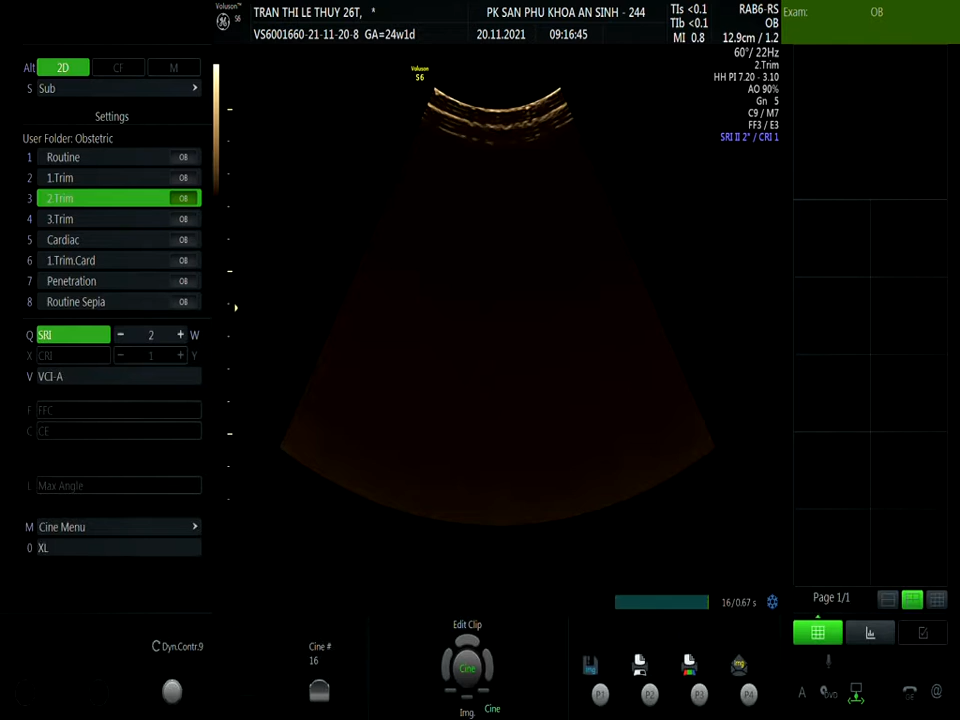 Voluson™
S6
TRAN THI LE THUY 26T, *
PK SAN PHU KHOA AN SINH - 244
TIs <0.1
RAB6-RS
TIb <0.1
OB
VS6001660-21-11-20-8 GA=24w1d
20.11.2021
09:16:45
MI 0.8
12.9cm / 1.2
Exam: OB
60°/ 22Hz
2.Trim
HH PI 7.20 - 3.10
AO 90%
Gn 5
C9 / M7
FF3 / E3
SRI II 2" / CRI 1
Voluson
S6
Alt 2D CF M
S Sub >
Settings
User Folder: Obstetric
1 Routine OB
2 1.Trim OB
3 2.Trim OB
4 3.Trim OB
5 Cardiac OB
6 1.Trim.Card OB
7 Penetration OB
8 Routine Sepia OB
Q SRI - 2 + W
X CRI - 1 + Y
V VCI-A
F FFC
C CE
L Max Angle
M Cine Menu >
0 XL
16/0.67 s
Page 1/1
C Dyn.Contr.9
Cine #
16
Edit Clip
Cine
Img. Cine
Img
P1 P2 P3 P4
A DVD @